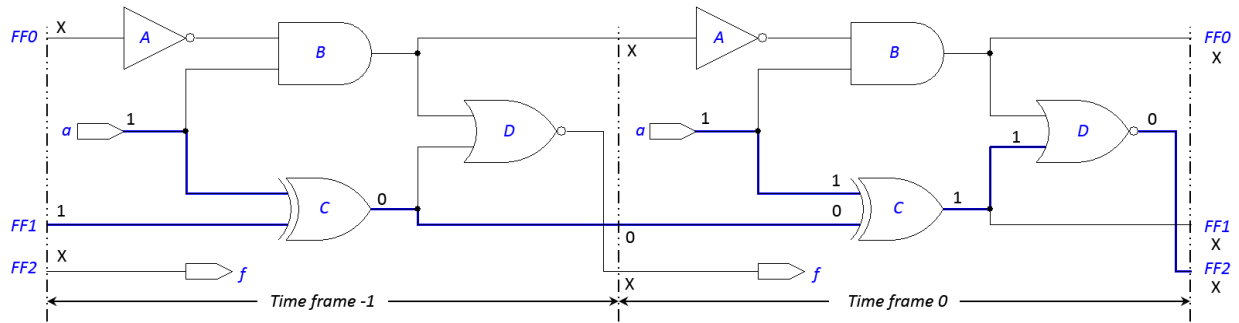 FF0 X A B X A B FF0
X
a 1 D a 1 1 D 0
C 0 1 0 C 1
FF1 1 0 FF1
X
FF2 X f X f FF2
X
Time frame -1 Time frame 0